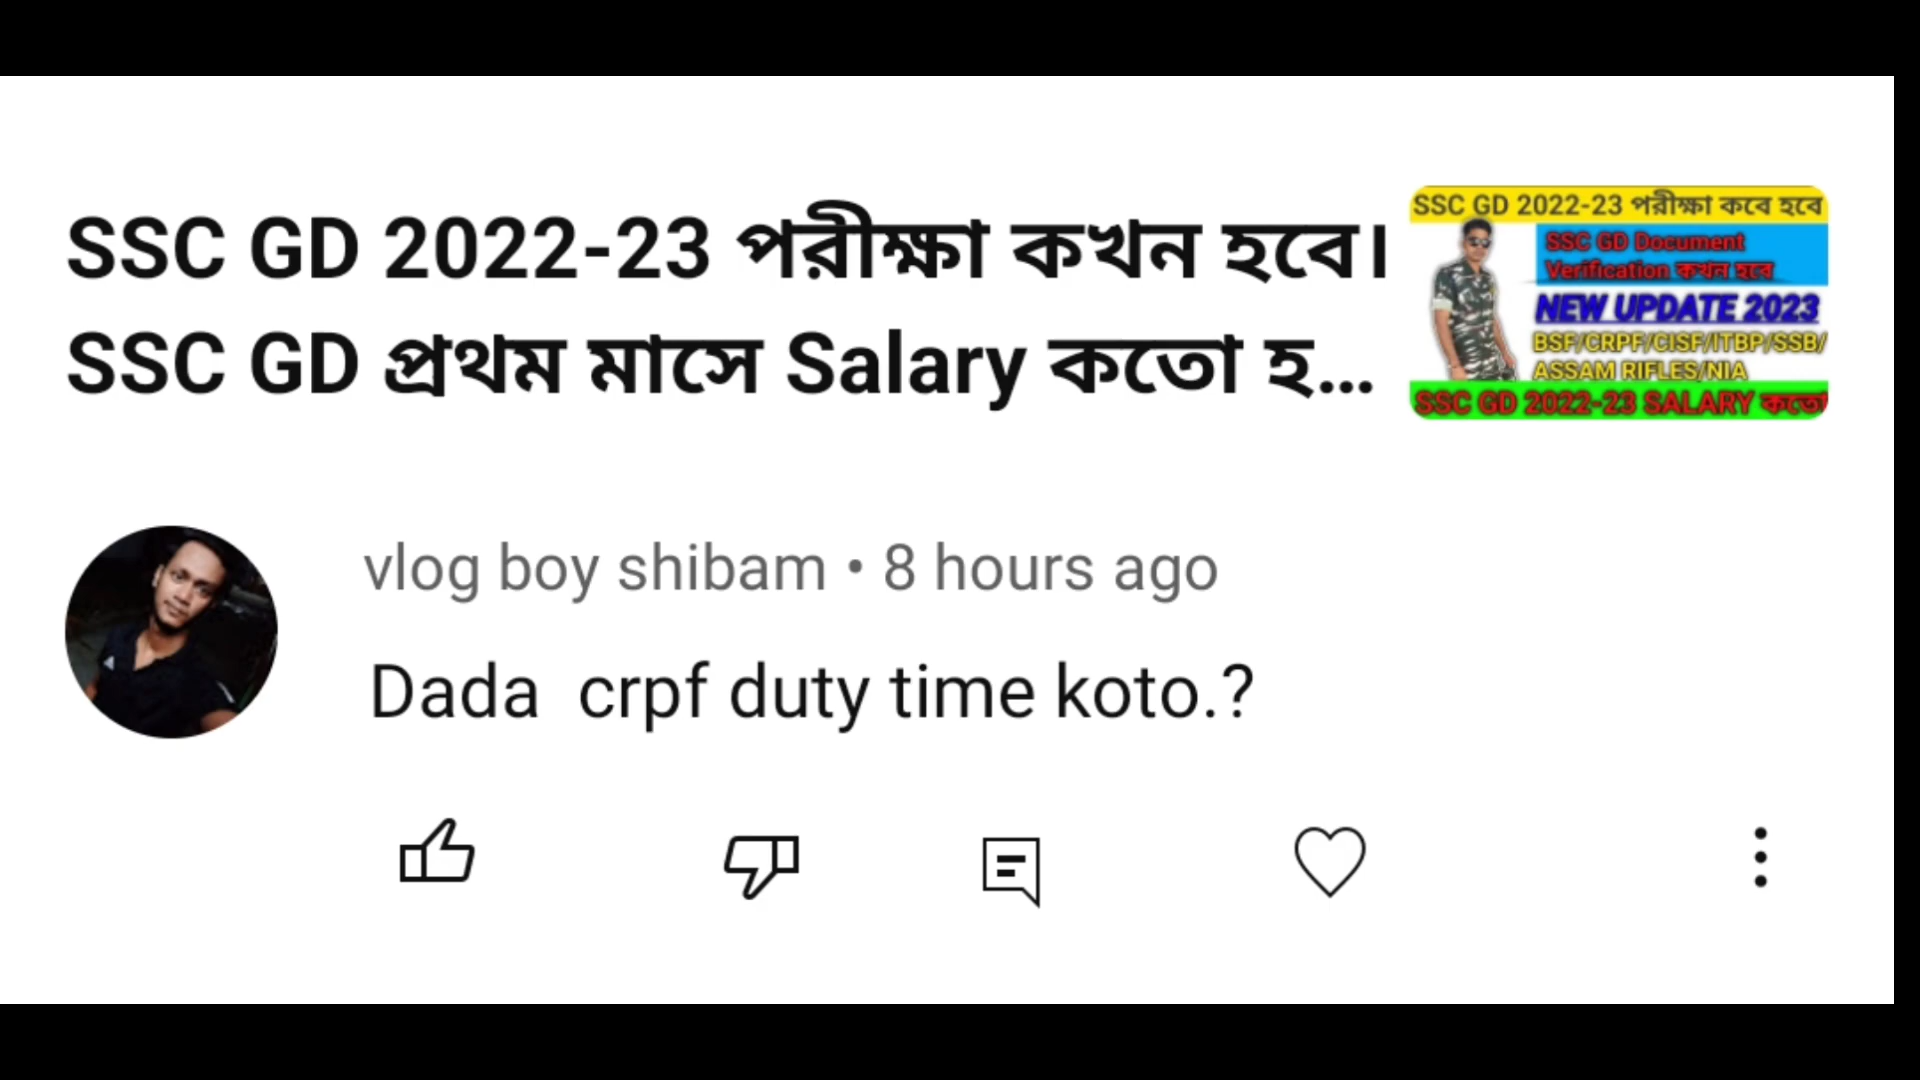 SSC GD 2022-23 পরীক্ষা কখন হবে।
SSC GD প্রথম মাসে Salary কতো হ...
SSC GD 2022-23 পরীক্ষা কবে হবে
SSC GD Document
Verification কখন হবে
NEW UPDATE 2023
BSF/CRPF/CISF/ITBP/SSB/
ASSAM RIFLES/NIA
SSC GD 2022-23 SALARY কতো
vlog boy shibam • 8 hours ago
Dada crpf duty time koto.?